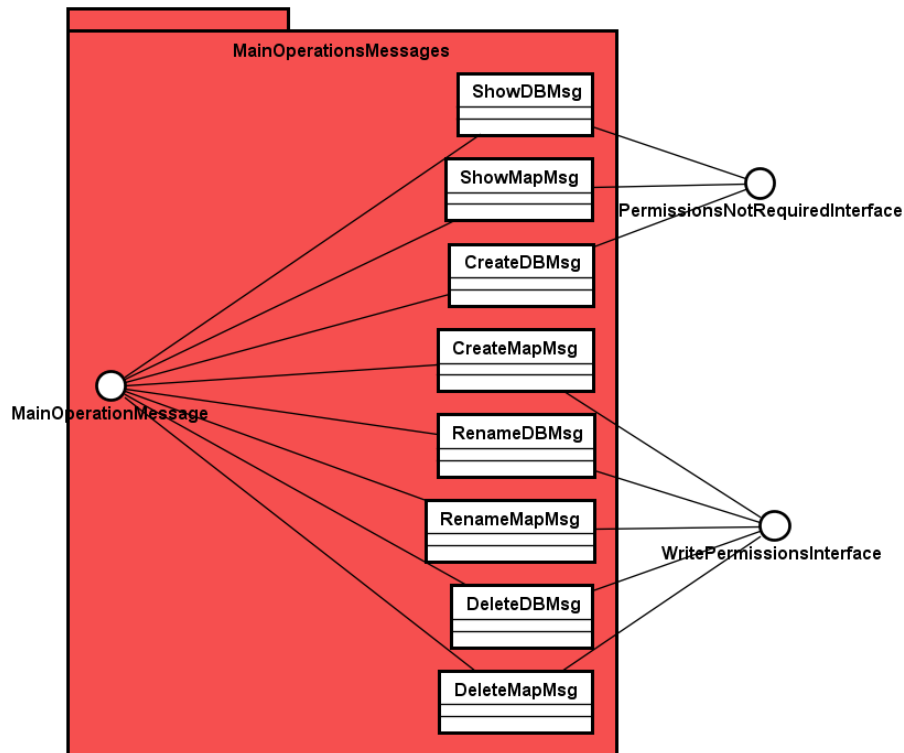 MainOperationsMessages
ShowDBMsg
ShowMapMsg
PermissionsNotRequiredInterface
CreateDBMsg
CreateMapMsg
MainOperationMessage
RenameDBMsg
RenameMapMsg
WritePermissionsInterface
DeleteDBMsg
DeleteMapMsg